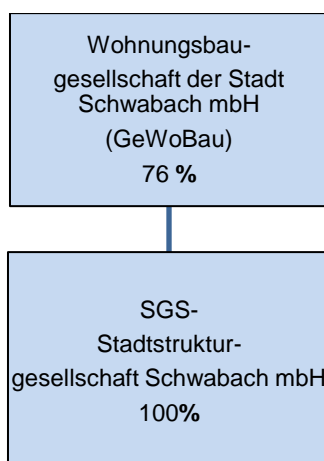 Wohnungsbau-
gesellschaft der Stadt
Schwabach mbH
(GeWoBau)
76 %
SGS-
Stadtstruktur-
gesellschaft Schwabach mbH
100%